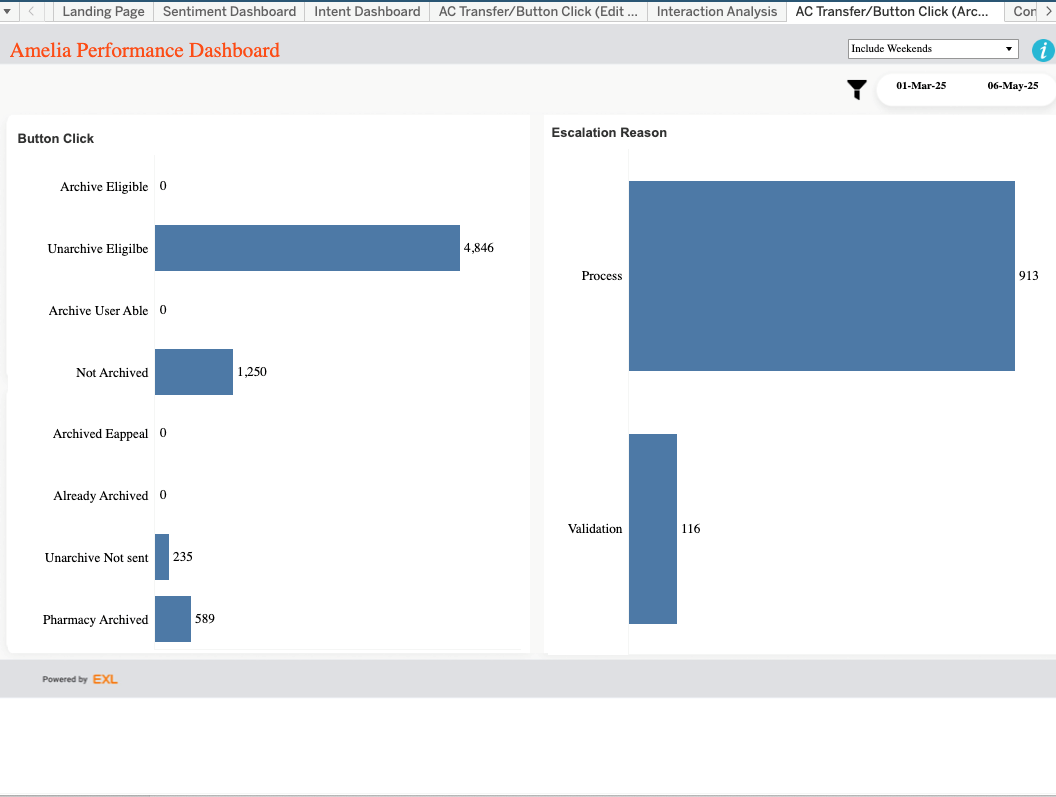 Landing Page Sentiment Dashboard Intent Dashboard AC Transfer/Button Click (Edit ... Interaction Analysis AC Transfer/Button Click (Arc... Con
Amelia Performance Dashboard
Include Weekends
i
01-Mar-25 06-May-25
Button Click
Archive Eligible 0
Unarchive Eligilbe 4,846
Archive User Able 0
Not Archived 1,250
Archived Eappeal 0
Already Archived 0
Unarchive Not sent 235
Pharmacy Archived 589
Escalation Reason
Process 913
Validation 116
Powered by EXL